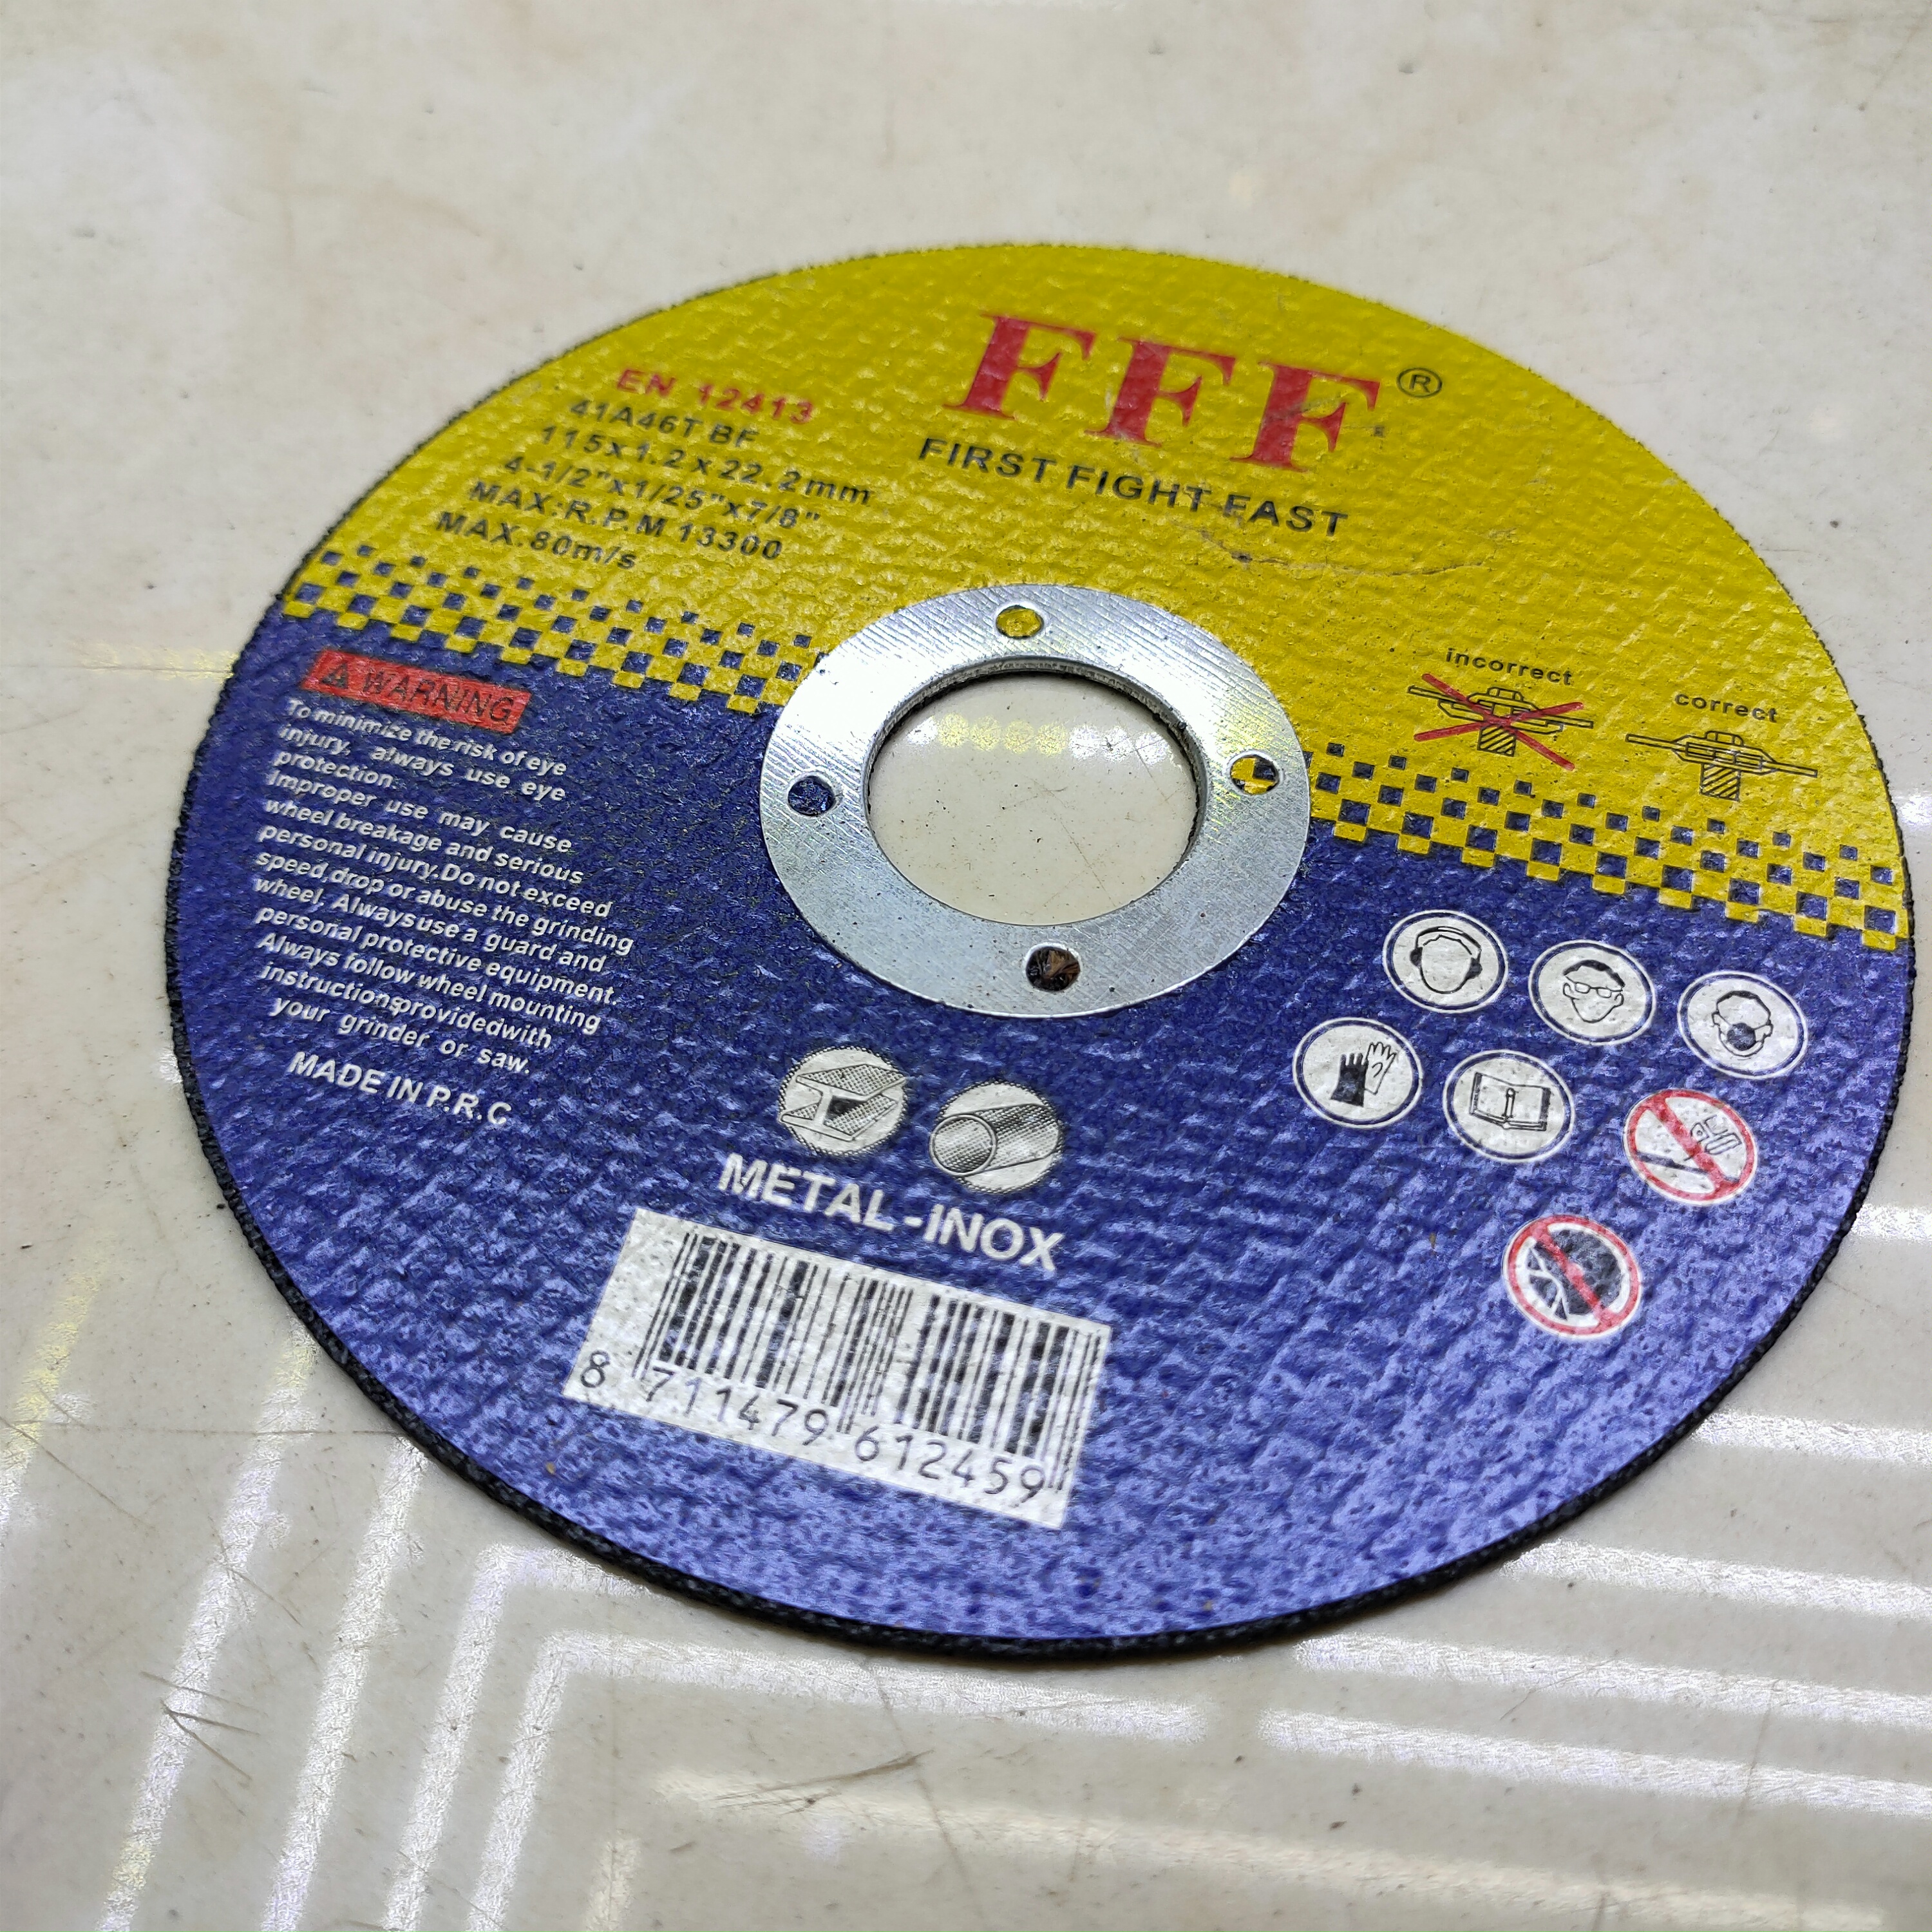 FFF®
FIRST FIGHT FAST
EN 12413
41A46T BF
115x1.2x22.2mm
4-1/2"x1/25"x7/8"
MAX:R.P.M 13300
MAX.80m/s
incorrect
correct
WARNING
To minimize the risk of eye
injury, always use eye
protection.
Improper use may cause
wheel breakage and serious
personal injury.Do not exceed
speed,drop or abuse the grinding
wheel, Always use a guard and
personal protective equipment.
Always follow wheel mounting
instructionsprovidedwith
your grinder or saw.
MADE IN P.R.C
METAL-INOX
8 711479 612459